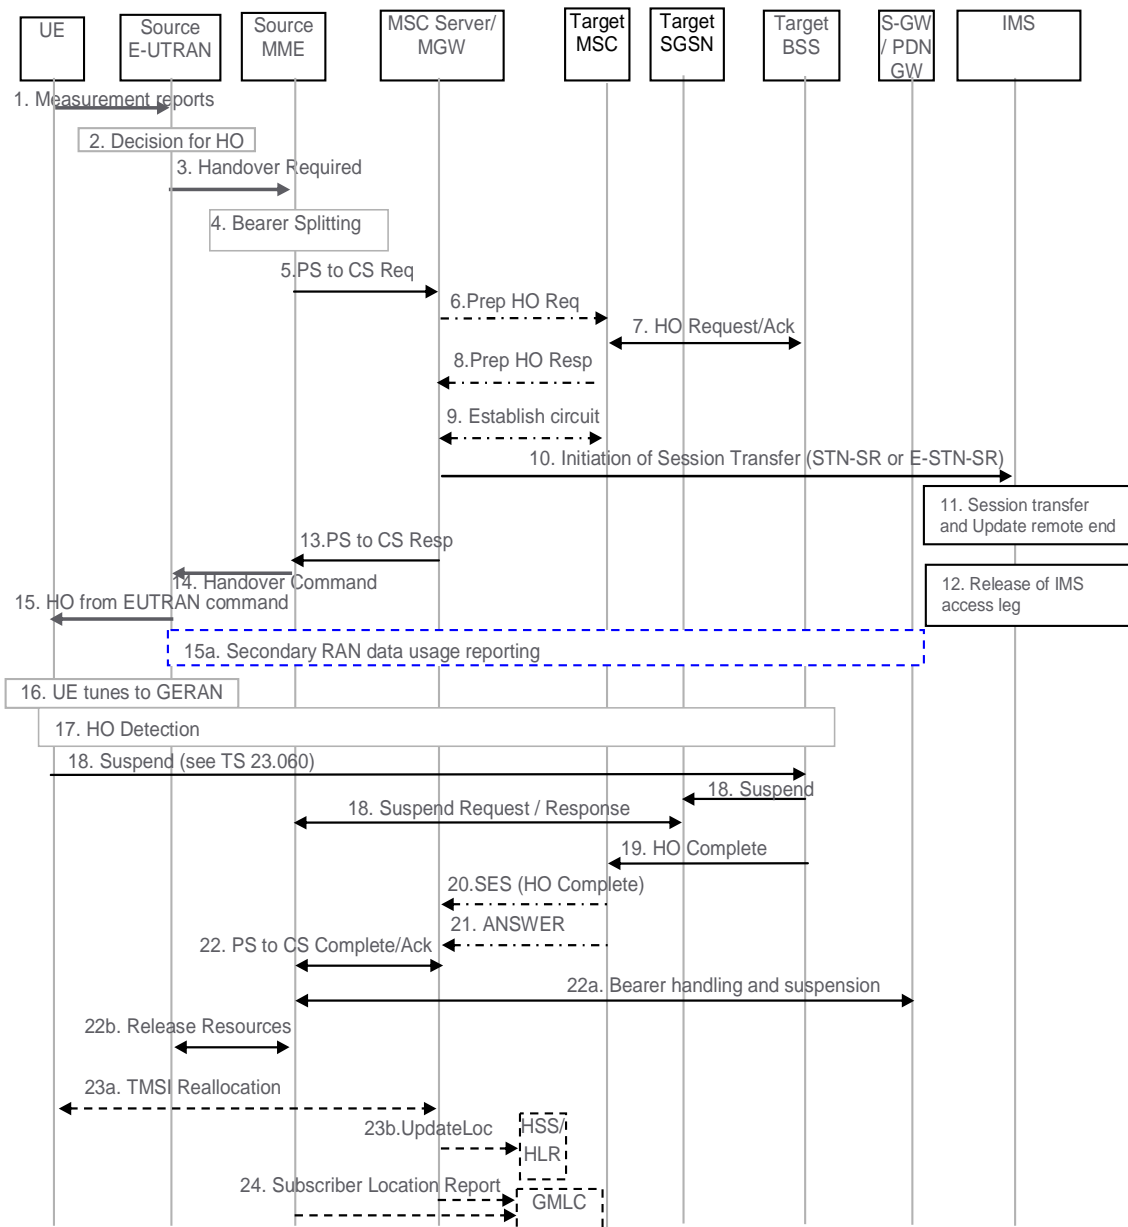 UE
Source
E-UTRAN
Source
MME
MSC Server/
MGW
Target
MSC
Target
SGSN
Target
BSS
S-GW
/ PDN
GW
IMS
1. Measurement reports
2. Decision for HO
3. Handover Required
4. Bearer Splitting
5.PS to CS Req
6.Prep HO Req
7. HO Request/Ack
8.Prep HO Resp
9. Establish circuit
10. Initiation of Session Transfer (STN-SR or E-STN-SR)
11. Session transfer
and Update remote end
13.PS to CS Resp
14. Handover Command
12. Release of IMS
access leg
15. HO from EUTRAN command
15a. Secondary RAN data usage reporting
16. UE tunes to GERAN
17. HO Detection
18. Suspend (see TS 23.060)
18. Suspend
18. Suspend Request / Response
19. HO Complete
20.SES (HO Complete)
21. ANSWER
22. PS to CS Complete/Ack
22a. Bearer handling and suspension
22b. Release Resources
23a. TMSI Reallocation
23b.UpdateLoc
HSS/
HLR
24. Subscriber Location Report
GMLC